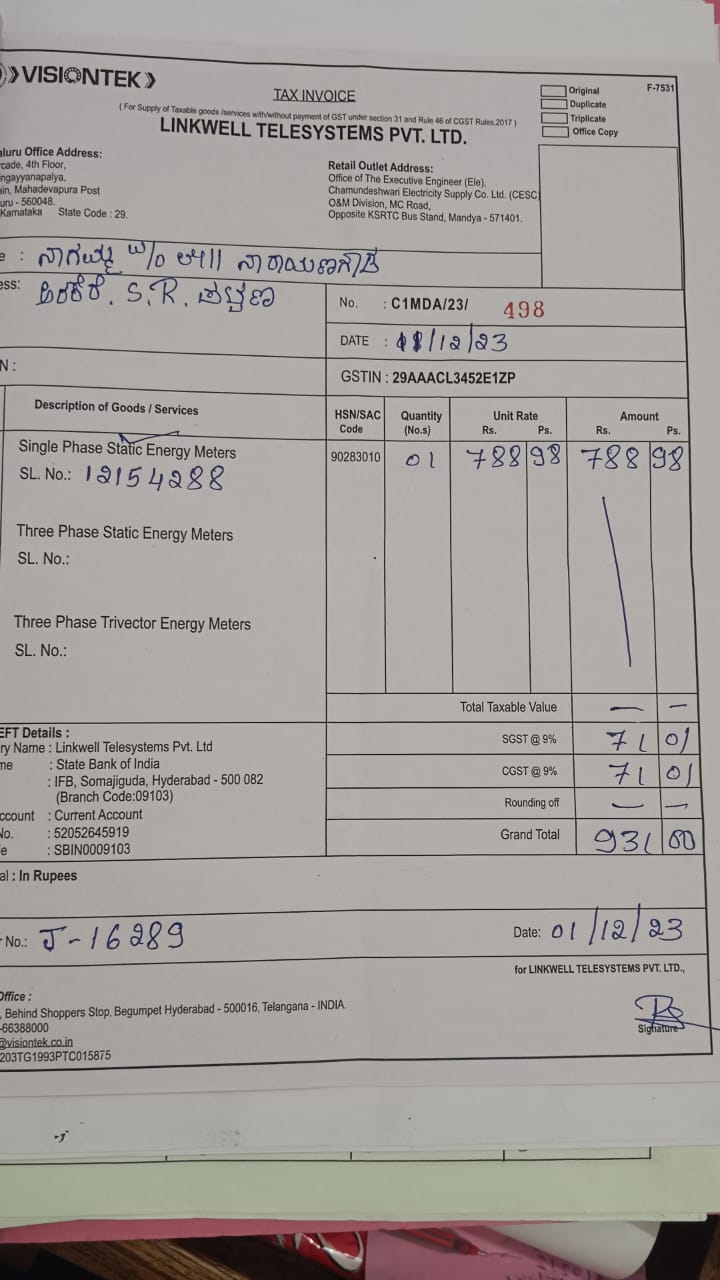 VISIONTEK
TAX INVOICE
Original
Duplicate
Triplicate
Office Copy
F-7531
( For Supply of Taxable goods /services with/without payment of GST under section 31 and Rule 46 of CGST Rules,2017 )
LINKWELL TELESYSTEMS PVT. LTD.
aluru Office Address:
cade, 4th Floor,
ngayyanapalya,
ain, Mahadevapura Post
uru - 560048.
Karnataka State Code : 29.
Retail Outlet Address:
Office of The Executive Engineer (Ele),
Chamundeshwari Electricity Supply Co. Ltd. (CESC)
O&M Division, MC Road,
Opposite KSRTC Bus Stand, Mandya - 571401.
e : ನಾಗಮ್ಮ W/o ನಾರಾಯಣಗೌಡ
ess: ಅರಕೆರೆ. S.R. ಪಟ್ಟಣ
No. : C1MDA/23/ 498
DATE : /12/23
N :
GSTIN : 29AAACL3452E1ZP
Description of Goods / Services HSN/SAC Code Quantity (No.s) Unit Rate Rs. Ps. Amount Rs. Ps.
Single Phase Static Energy Meters 90283010 01 788 98 788 98
SL. No.: 12154288
Three Phase Static Energy Meters
SL. No.:
Three Phase Trivector Energy Meters
SL. No.:
Total Taxable Value — —
EFT Details :
ry Name : Linkwell Telesystems Pvt. Ltd
me : State Bank of India
: IFB, Somajiguda, Hyderabad - 500 082
(Branch Code:09103)
ccount : Current Account
No. : 52052645919
e : SBIN0009103
SGST @ 9% 71 01
CGST @ 9% 71 01
Rounding off — —
Grand Total 931 00
al : In Rupees
No.: J-16289
Date: 01/12/23
for LINKWELL TELESYSTEMS PVT. LTD.,
Office :
, Behind Shoppers Stop, Begumpet Hyderabad - 500016, Telangana - INDIA.
-66388000
@visiontek.co.in
203TG1993PTC015875
Signature